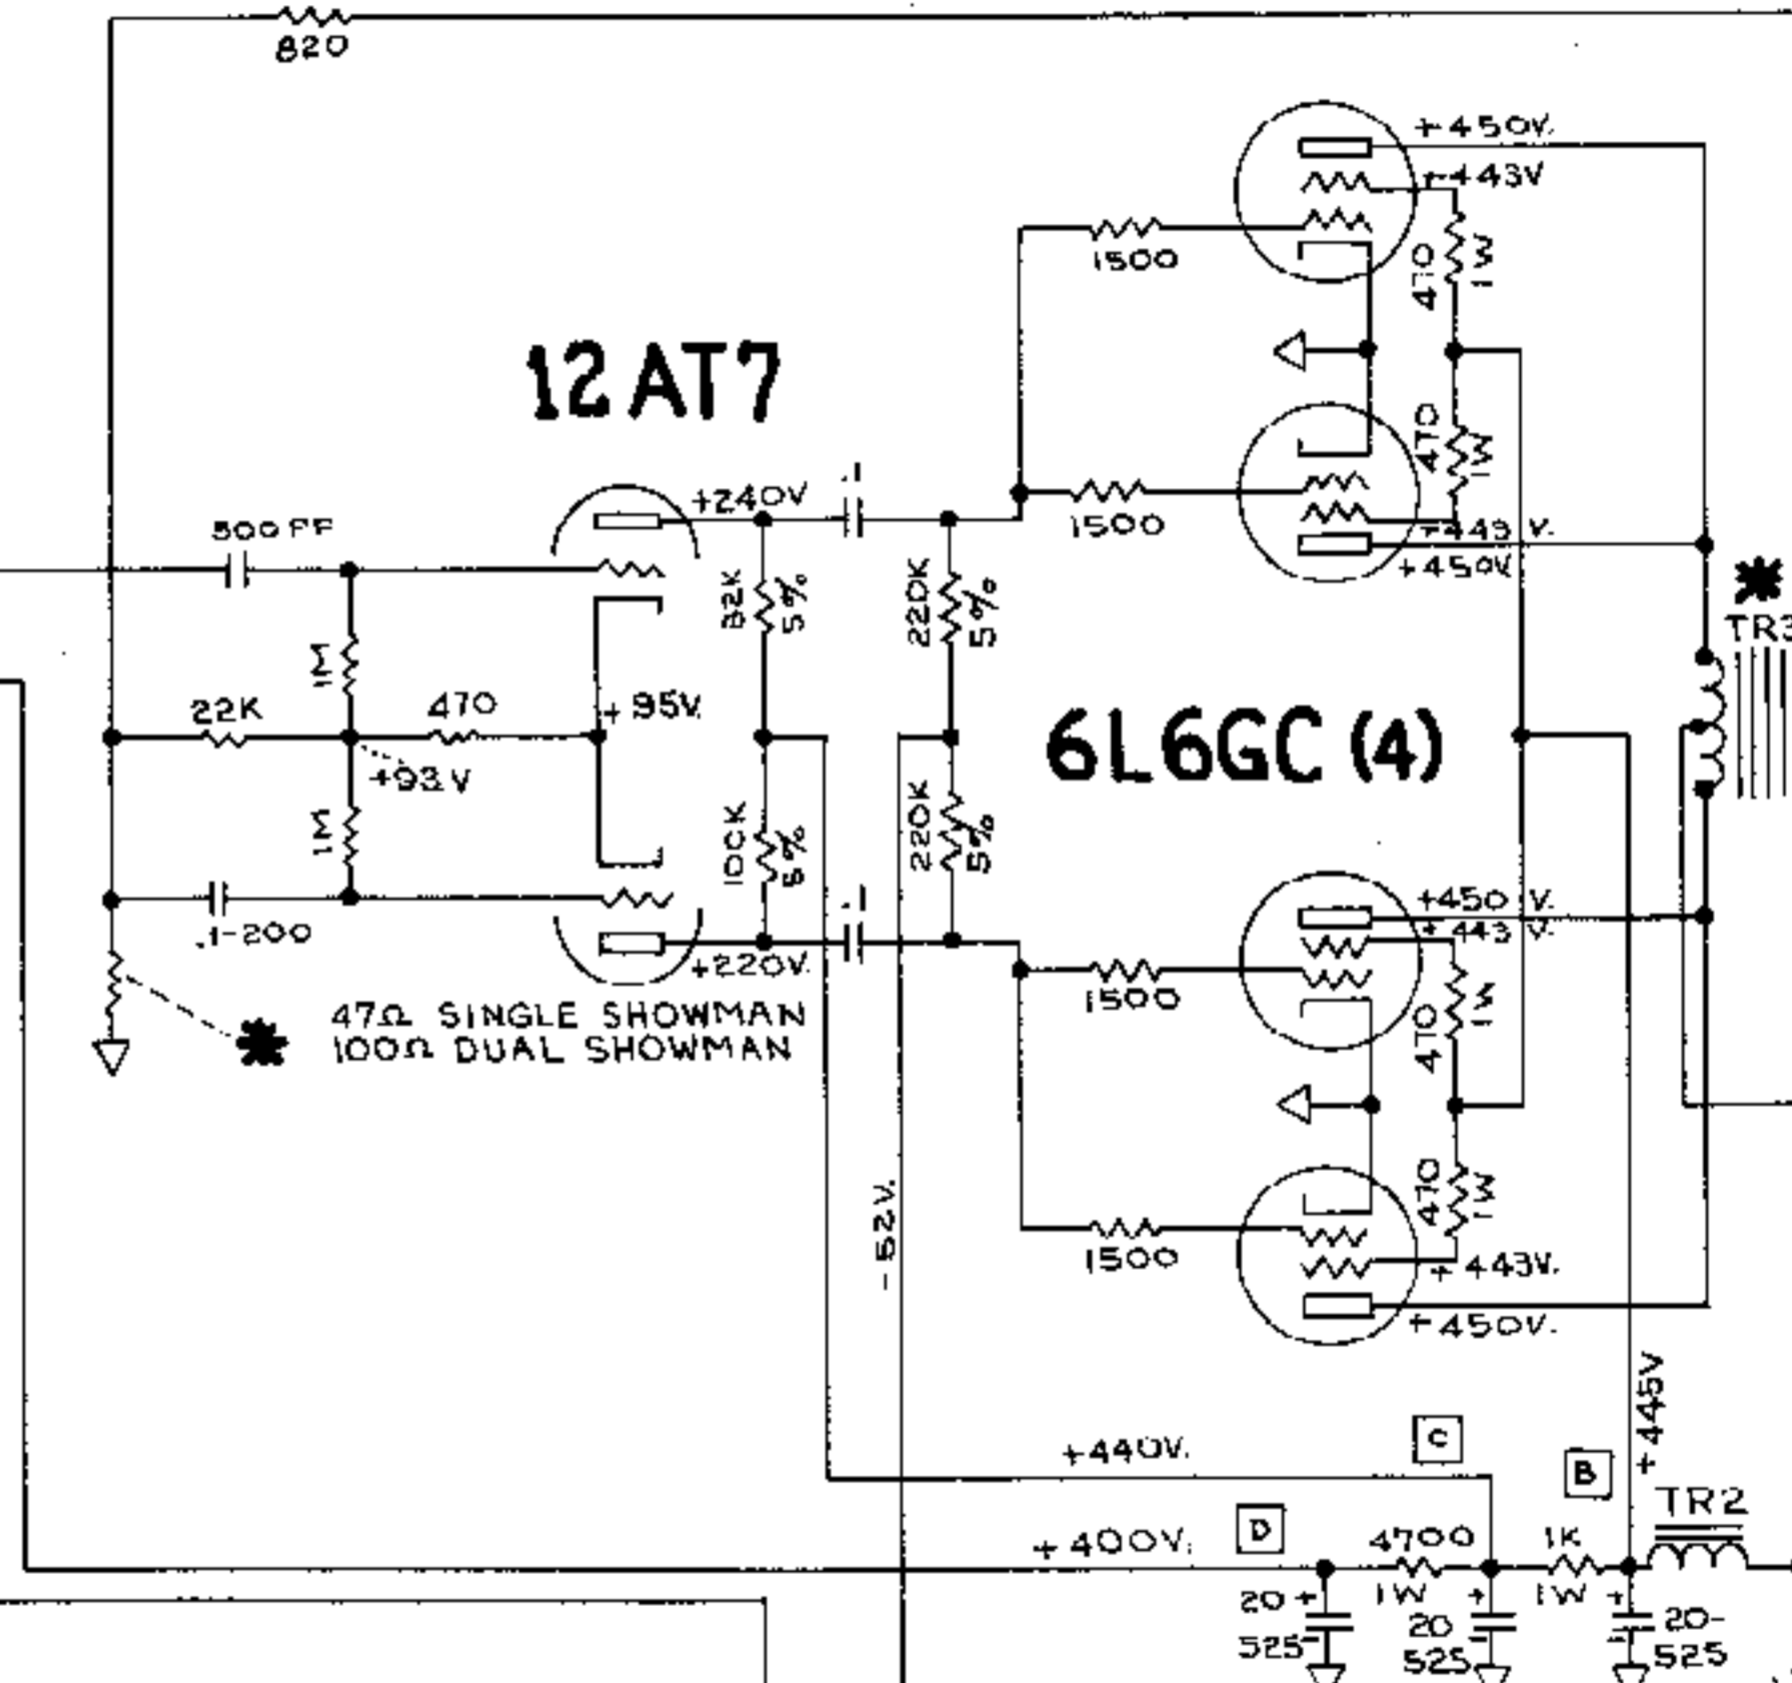 820
+450V.
+443V
1500
470
1W
12AT7
470
1W
+240V
.1
1500
+443 V.
+450V
500PF
82K
5%
220K
5%
TR3
1M
22K
470
+95V.
6L6GC (4)
+93V
1M
100K
5%
220K
5%
.1-200
.1
+220V.
+450 V.
+443 V.
1500
470
1W
47Ω SINGLE SHOWMAN
100Ω DUAL SHOWMAN
-52V.
470
1W
1500
+443V.
+450V.
+445V
+440V.
C
B
TR2
+400V.
D
4700
1W
1K
1W
20 +
525
+
20
525
+
20-
525